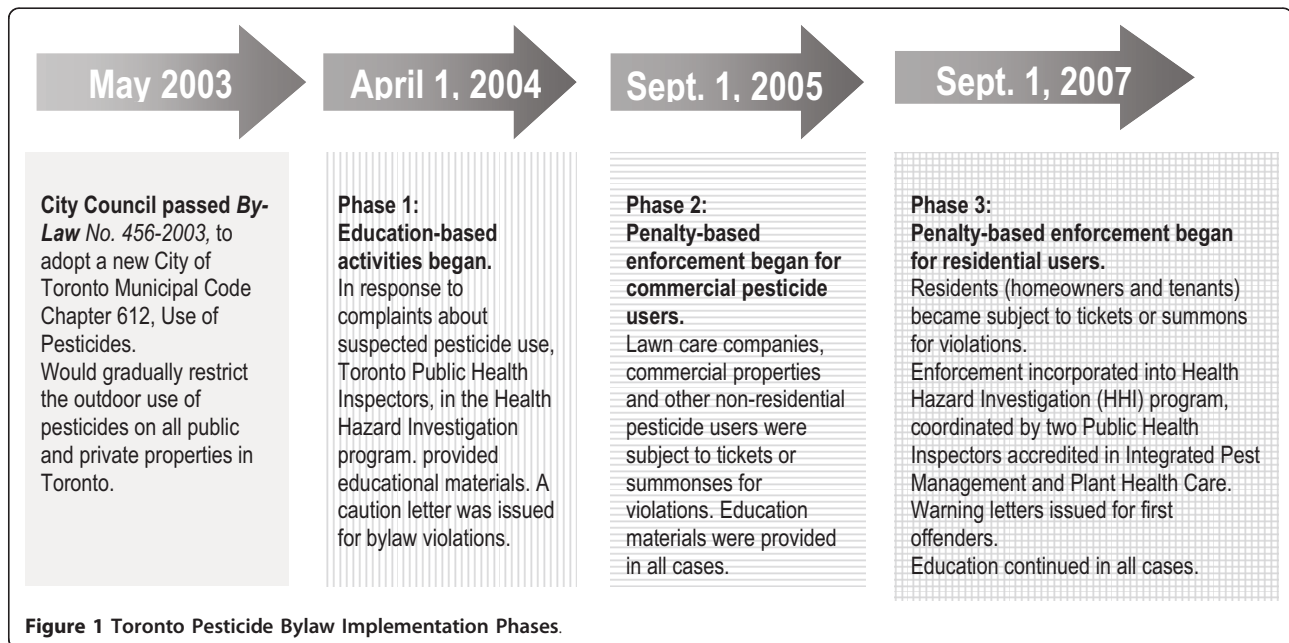 May 2003
April 1, 2004
Sept. 1, 2005
Sept. 1, 2007
City Council passed By-
Law No. 456-2003, to
adopt a new City of
Toronto Municipal Code
Chapter 612, Use of
Pesticides.
Would gradually restrict
the outdoor use of
pesticides on all public
and private properties in
Toronto.
Phase 1:
Education-based
activities began.
In response to
complaints about
suspected pesticide use,
Toronto Public Health
Inspectors, in the Health
Hazard Investigation
program. provided
educational materials. A
caution letter was issued
for bylaw violations.
Phase 2:
Penalty-based
enforcement began for
commercial pesticide
users.
Lawn care companies,
commercial properties
and other non-residential
pesticide users were
subject to tickets or
summonses for
violations. Education
materials were provided
in all cases.
Phase 3:
Penalty-based enforcement began
for residential users.
Residents (homeowners and tenants)
became subject to tickets or summons
for violations.
Enforcement incorporated into Health
Hazard Investigation (HHI) program,
coordinated by two Public Health
Inspectors accredited in Integrated Pest
Management and Plant Health Care.
Warning letters issued for first
offenders.
Education continued in all cases.
Figure 1 Toronto Pesticide Bylaw Implementation Phases.